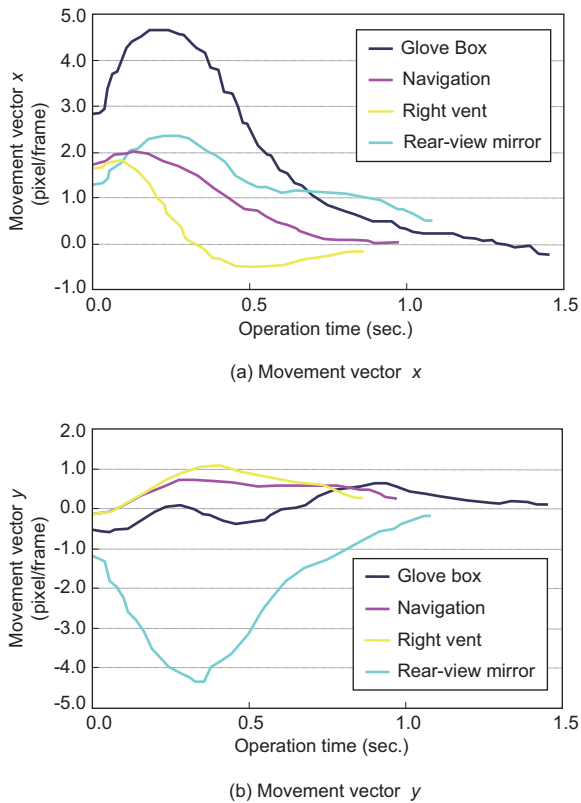 5.0
4.0
3.0
2.0
1.0
0.0
-1.0
Movement vector x
(pixel/frame)
Glove Box
Navigation
Right vent
Rear-view mirror
0.0 0.5 1.0 1.5
Operation time (sec.)
(a) Movement vector x
2.0
1.0
0.0
-1.0
-2.0
-3.0
-4.0
-5.0
Movement vector y
(pixel/frame)
Glove box
Navigation
Right vent
Rear-view mirror
0.0 0.5 1.0 1.5
Operation time (sec.)
(b) Movement vector y